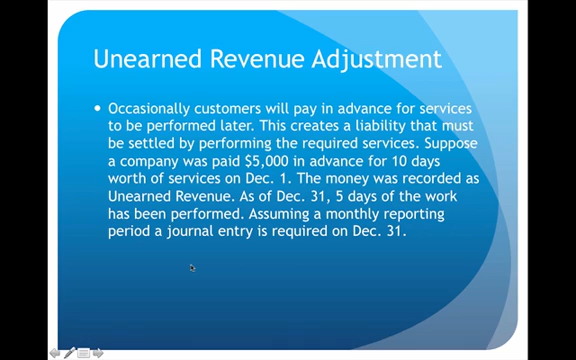 Unearned Revenue Adjustment
• Occasionally customers will pay in advance for services
to be performed later. This creates a liability that must
be settled by performing the required services. Suppose
a company was paid $5,000 in advance for 10 days
worth of services on Dec. 1. The money was recorded as
Unearned Revenue. As of Dec. 31, 5 days of the work
has been performed. Assuming a monthly reporting
period a journal entry is required on Dec. 31.